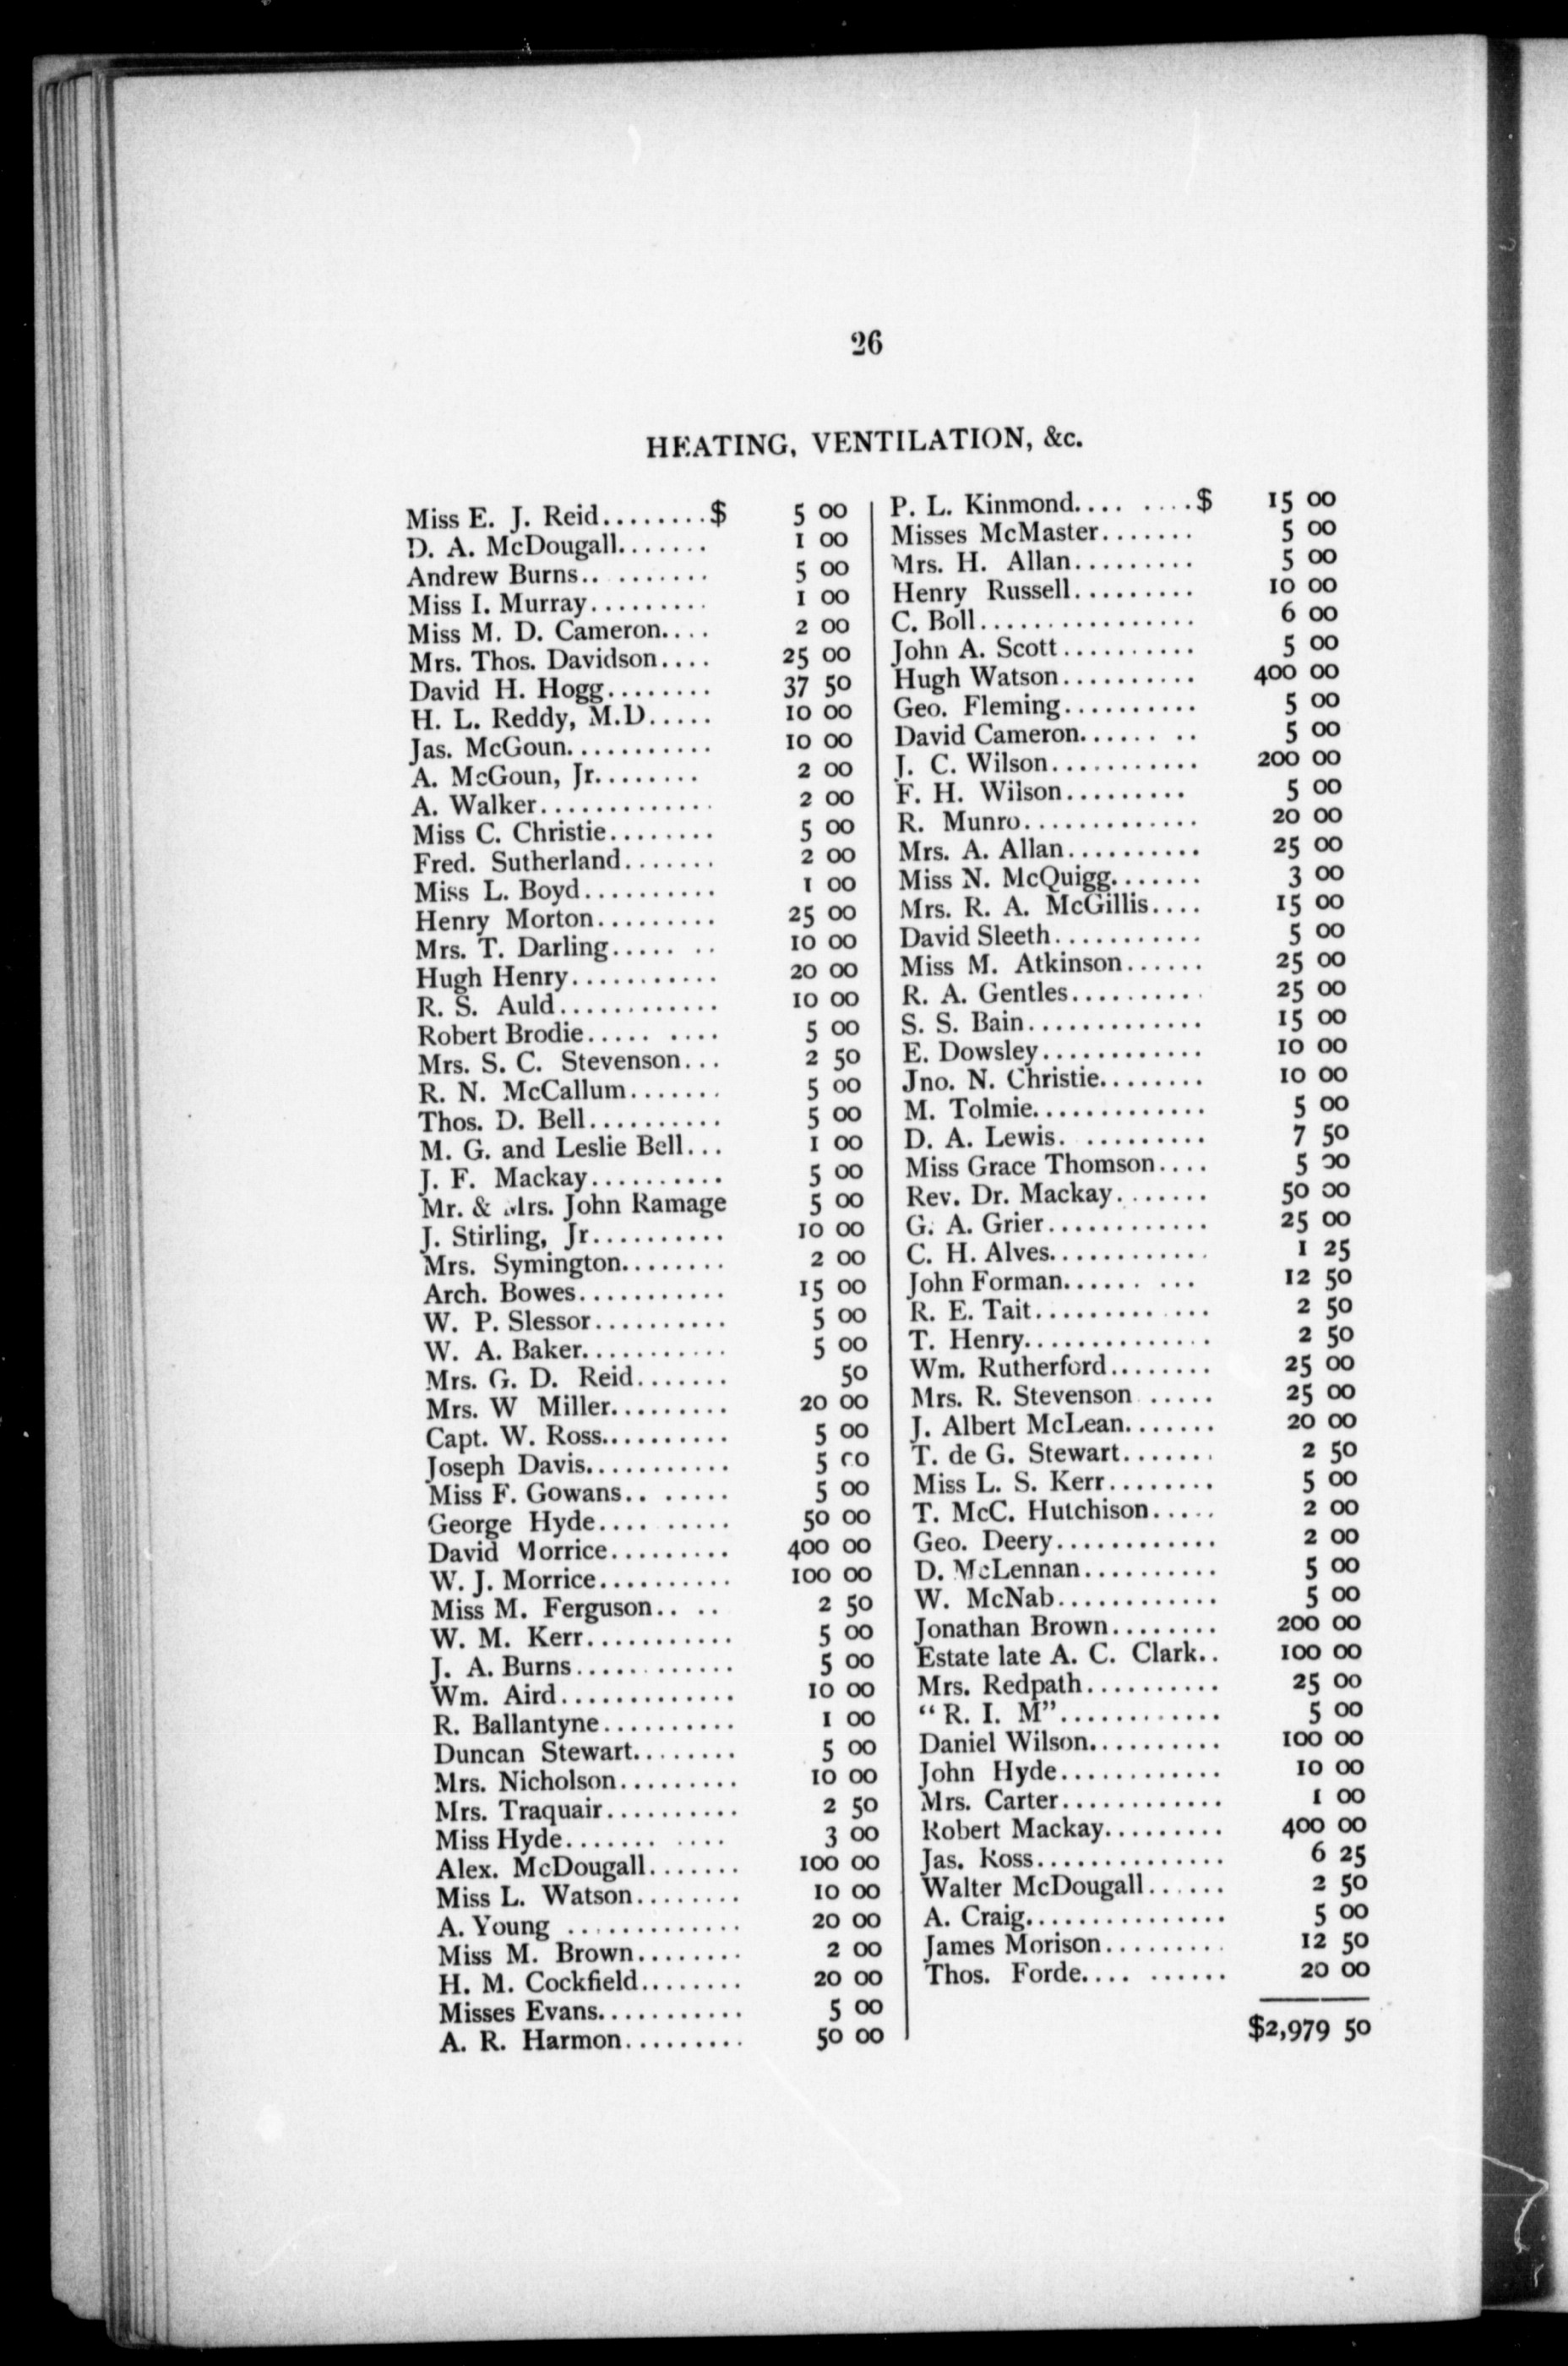 26
HEATING, VENTILATION, &c.
Miss E. J. Reid........$ 5 00
D. A. McDougall....... 1 00
Andrew Burns.. ........ 5 00
Miss I. Murray......... 1 00
Miss M. D. Cameron.... 2 00
Mrs. Thos. Davidson.... 25 00
David H. Hogg........ 37 50
H. L. Reddy, M.D..... 10 00
Jas. McGoun........... 10 00
A. McGoun, Jr........ 2 00
A. Walker............. 2 00
Miss C. Christie........ 5 00
Fred. Sutherland....... 2 00
Miss L. Boyd.......... 1 00
Henry Morton......... 25 00
Mrs. T. Darling..... .. 10 00
Hugh Henry........... 20 00
R. S. Auld............ 10 00
Robert Brodie..... .... 5 00
Mrs. S. C. Stevenson... 2 50
R. N. McCallum....... 5 00
Thos. D. Bell.......... 5 00
M. G. and Leslie Bell... 1 00
J. F. Mackay.......... 5 00
Mr. & Mrs. John Ramage 5 00
J. Stirling, Jr.......... 10 00
Mrs. Symington........ 2 00
Arch. Bowes........... 15 00
W. P. Slessor.......... 5 00
W. A. Baker........... 5 00
Mrs. G. D. Reid....... 50
Mrs. W Miller......... 20 00
Capt. W. Ross.......... 5 00
Joseph Davis........... 5 00
Miss F. Gowans.. ...... 5 00
George Hyde.... ..... 50 00
David Morrice......... 400 00
W. J. Morrice.......... 100 00
Miss M. Ferguson.. .. 2 50
W. M. Kerr........... 5 00
J. A. Burns............ 5 00
Wm. Aird............. 10 00
R. Ballantyne.......... 1 00
Duncan Stewart........ 5 00
Mrs. Nicholson......... 10 00
Mrs. Traquair.......... 2 50
Miss Hyde....... .... 3 00
Alex. McDougall....... 100 00
Miss L. Watson........ 10 00
A. Young ............. 20 00
Miss M. Brown........ 2 00
H. M. Cockfield........ 20 00
Misses Evans........... 5 00
A. R. Harmon......... 50 00
P. L. Kinmond.... ....$ 15 00
Misses McMaster....... 5 00
Mrs. H. Allan......... 5 00
Henry Russell......... 10 00
C. Boll................ 6 00
John A. Scott.......... 5 00
Hugh Watson.......... 400 00
Geo. Fleming.......... 5 00
David Cameron...... .. 5 00
J. C. Wilson........... 200 00
F. H. Wilson......... 5 00
R. Munro............. 20 00
Mrs. A. Allan.......... 25 00
Miss N. McQuigg....... 3 00
Mrs. R. A. McGillis.... 15 00
David Sleeth........... 5 00
Miss M. Atkinson...... 25 00
R. A. Gentles.......... 25 00
S. S. Bain............. 15 00
E. Dowsley............ 10 00
Jno. N. Christie........ 10 00
M. Tolmie............. 5 00
D. A. Lewis. ......... 7 50
Miss Grace Thomson.... 5 00
Rev. Dr. Mackay....... 50 00
G. A. Grier............ 25 00
C. H. Alves............ 1 25
John Forman...... ... 12 50
R. E. Tait............. 2 50
T. Henry.............. 2 50
Wm. Rutherford........ 25 00
Mrs. R. Stevenson ..... 25 00
J. Albert McLean....... 20 00
T. de G. Stewart....... 2 50
Miss L. S. Kerr........ 5 00
T. McC. Hutchison..... 2 00
Geo. Deery............ 2 00
D. McLennan.......... 5 00
W. McNab............ 5 00
Jonathan Brown........ 200 00
Estate late A. C. Clark.. 100 00
Mrs. Redpath.......... 25 00
"R. I. M"............ 5 00
Daniel Wilson.......... 100 00
John Hyde............ 10 00
Mrs. Carter............ 1 00
Robert Mackay......... 400 00
Jas. Ross.............. 6 25
Walter McDougall...... 2 50
A. Craig............... 5 00
James Morison......... 12 50
Thos. Forde.... ...... 20 00
$2,979 50